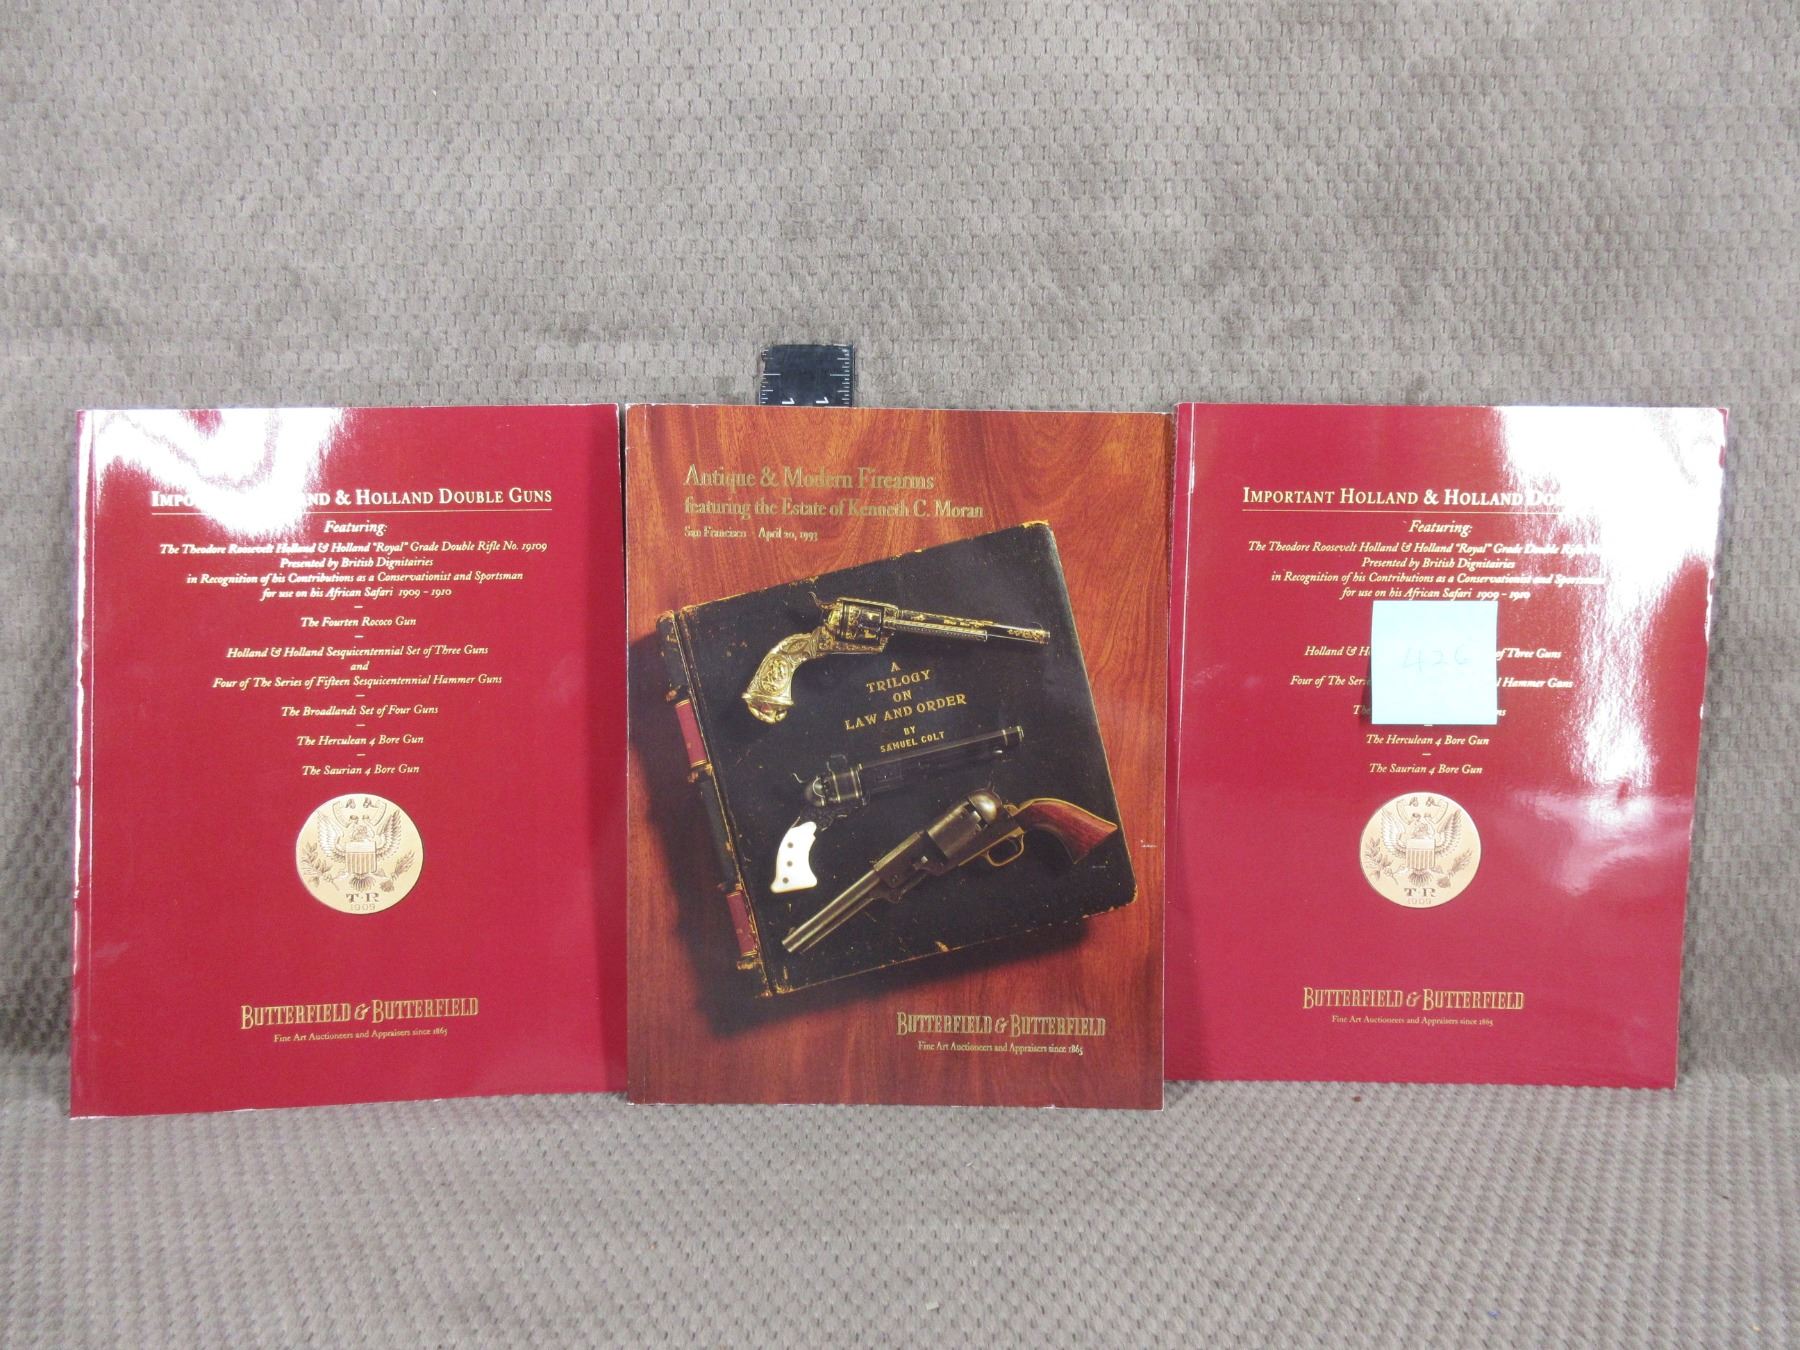 IMPO ND & HOLLAND DOUBLE GUNS
Featuring:
The Theodore Roosevelt Holland & Holland "Royal" Grade Double Rifle No. 19109
Presented by British Dignitairies
in Recognition of his Contributions as a Conservationist and Sportsman
for use on his African Safari 1909 - 1910
The Fourten Rococo Gun
Holland & Holland Sesquicentennial Set of Three Guns
and
Four of The Series of Fifteen Sesquicentennial Hammer Guns
The Broadlands Set of Four Guns
The Herculean 4 Bore Gun
The Saurian 4 Bore Gun
T·R
1909
BUTTERFIELD & BUTTERFIELD
Fine Art Auctioneers and Appraisers since 1865
1 1
Antique & Modern Firearms
featuring the Estate of Kenneth C. Moran
San Francisco · April 20, 1993
A
TRILOGY
ON
LAW AND ORDER
BY
SAMUEL COLT
BUTTERFIELD & BUTTERFIELD
Fine Art Auctioneers and Appraisers since 1865
IMPORTANT HOLLAND & HOLLAND DO
Featuring:
The Theodore Roosevelt Holland & Holland "Royal" Grade Double Rifle
Presented by British Dignitairies
in Recognition of his Contributions as a Conservationist and Sportsman
for use on his African Safari 1909 - 1910
Holland & H of Three Guns
Four of The Seri l Hammer Guns
The ns
The Herculean 4 Bore Gun
The Saurian 4 Bore Gun
426
T·R
1909
BUTTERFIELD & BUTTERFIELD
Fine Art Auctioneers and Appraisers since 1865